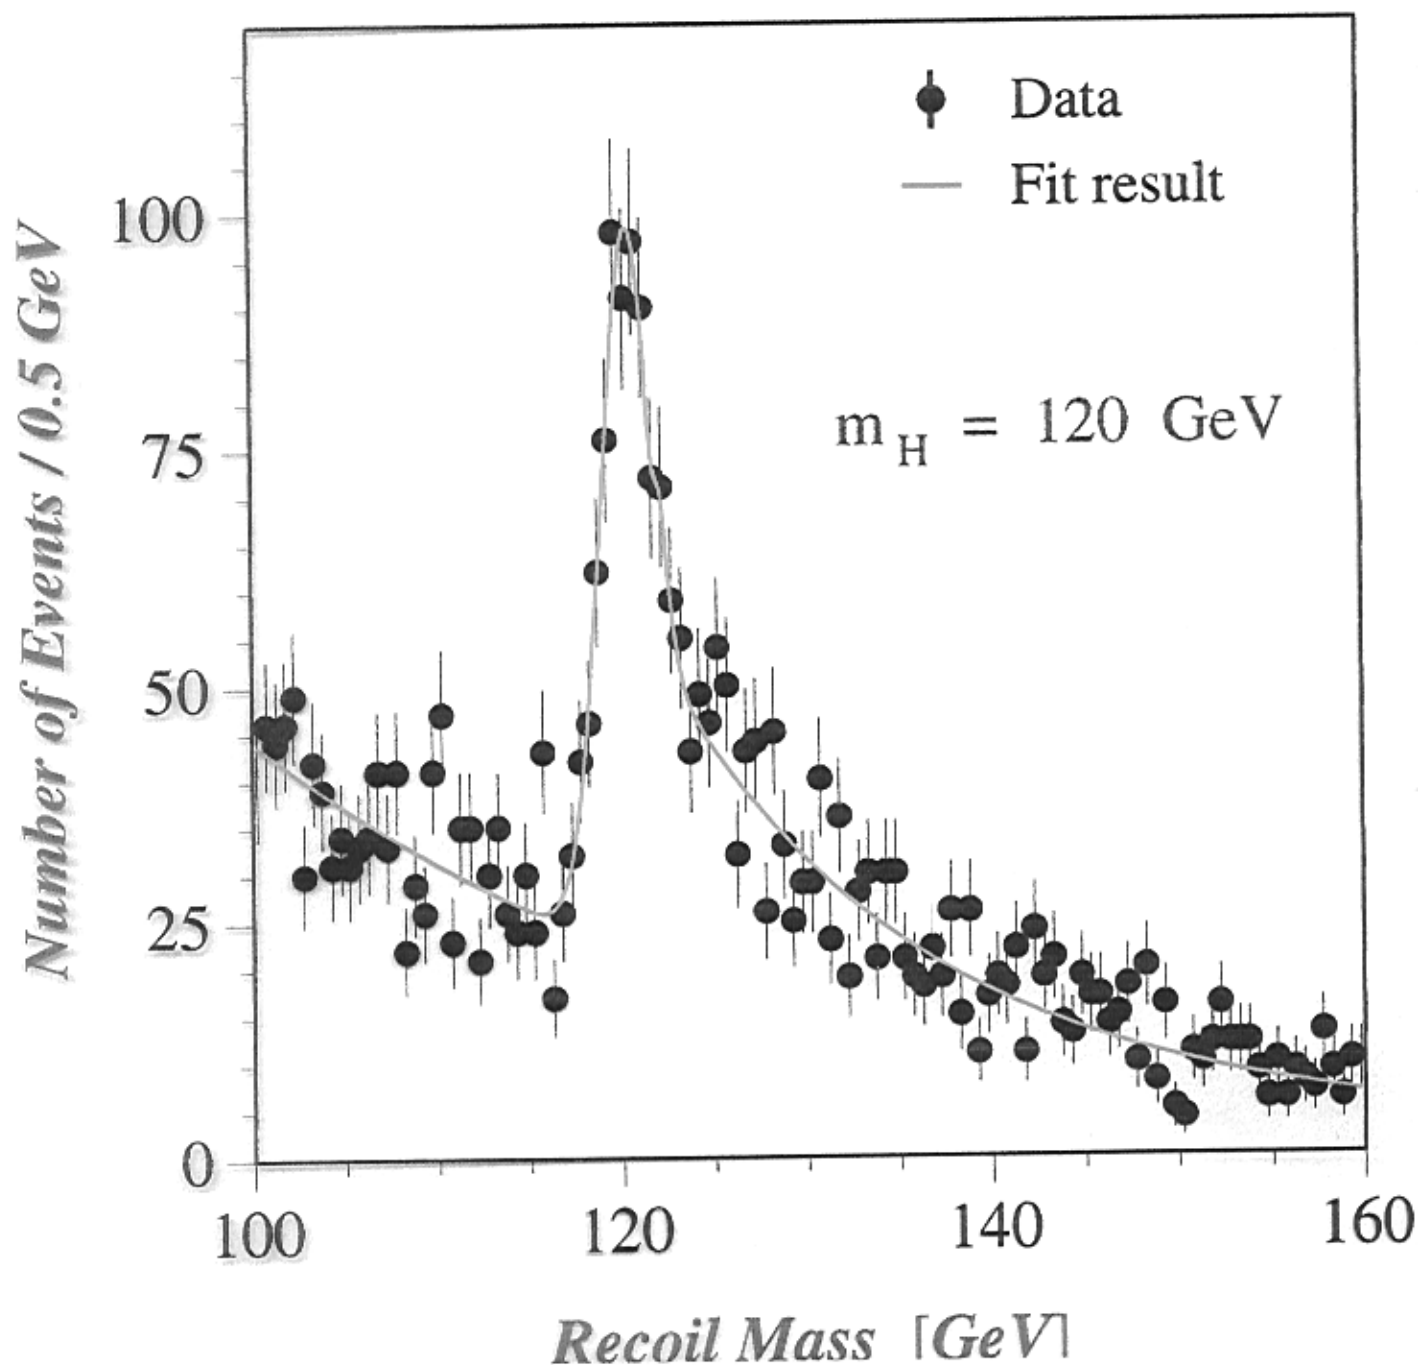 Data
Fit result
m H = 120 GeV
100
75
50
25
0
100 120 140 160
Number of Events / 0.5 GeV
Recoil Mass [GeV]